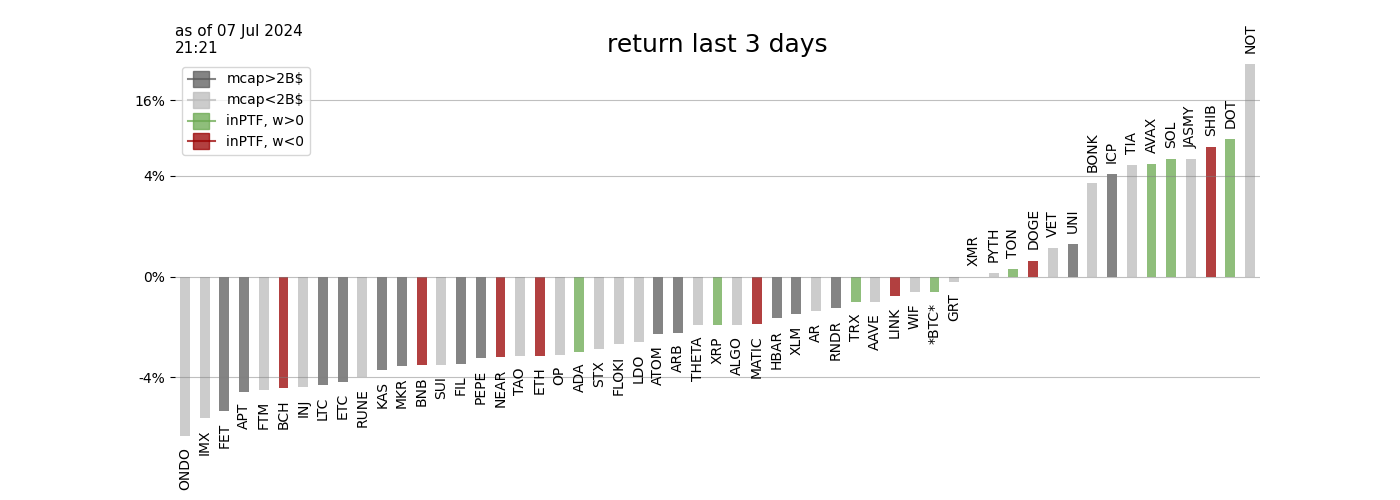 as of 07 Jul 2024
21:21
return last 3 days
mcap>2B$
mcap<2B$
inPTF, w>0
inPTF, w<0
16%
4%
0%
-4%
ONDO
IMX
FET
APT
FTM
BCH
INJ
LTC
ETC
RUNE
KAS
MKR
BNB
SUI
FIL
PEPE
NEAR
TAO
ETH
OP
ADA
STX
FLOKI
LDO
ATOM
ARB
THETA
XRP
ALGO
MATIC
HBAR
XLM
AR
RNDR
TRX
AAVE
LINK
WIF
*BTC*
GRT
XMR
PYTH
TON
DOGE
VET
UNI
BONK
ICP
TIA
AVAX
SOL
JASMY
SHIB
DOT
NOT